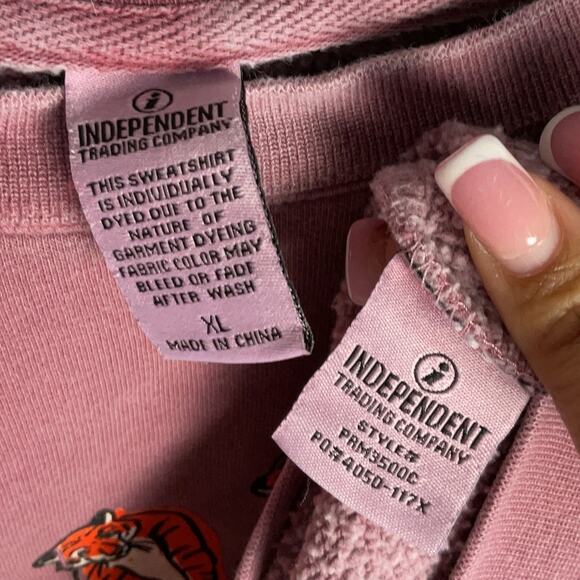 i
INDEPENDENT
TRADING COMPANY
THIS SWEATSHIRT
IS INDIVIDUALLY
DYED DUE TO THE
NATURE OF
GARMENT DYEING
FABRIC COLOR MAY
BLEED OR FADE
AFTER WASH
XL
MADE IN CHINA
i
INDEPENDENT
TRADING COMPANY
STYLE#
PRM3500C
PO#4050-117X